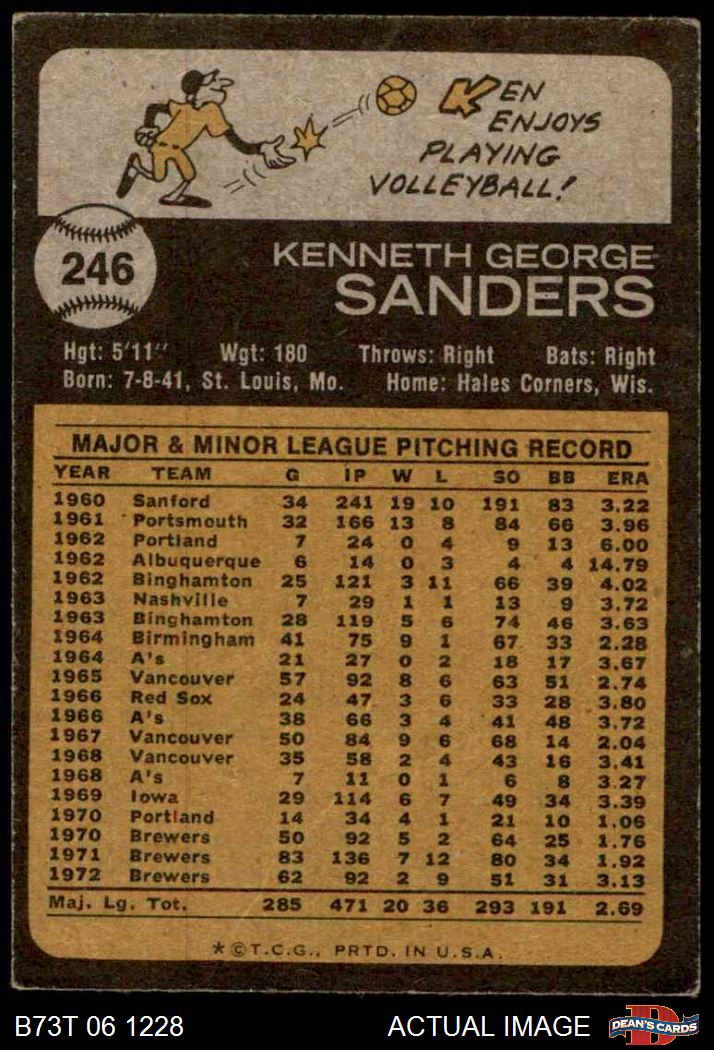 KEN
ENJOYS
PLAYING
VOLLEYBALL!
246
KENNETH GEORGE
SANDERS
Hgt: 5'11" Wgt: 180 Throws: Right Bats: Right
Born: 7-8-41, St. Louis, Mo. Home: Hales Corners, Wis.
MAJOR & MINOR LEAGUE PITCHING RECORD
YEAR TEAM G IP W L SO BB ERA
1960 Sanford 34 241 19 10 191 83 3.22
1961 Portsmouth 32 166 13 8 84 66 3.96
1962 Portland 7 24 0 4 9 13 6.00
1962 Albuquerque 6 14 0 3 4 4 14.79
1962 Binghamton 25 121 3 11 66 39 4.02
1963 Nashville 7 29 1 1 13 9 3.72
1963 Binghamton 28 119 5 6 74 46 3.63
1964 Birmingham 41 75 9 1 67 33 2.28
1964 A's 21 27 0 2 18 17 3.67
1965 Vancouver 57 92 8 6 63 51 2.74
1966 Red Sox 24 47 3 6 33 28 3.80
1966 A's 38 66 3 4 41 48 3.72
1967 Vancouver 50 84 9 6 68 14 2.04
1968 Vancouver 35 58 2 4 43 16 3.41
1968 A's 7 11 0 1 6 8 3.27
1969 Iowa 29 114 6 7 49 34 3.39
1970 Portland 14 34 4 1 21 10 1.06
1970 Brewers 50 92 5 2 64 25 1.76
1971 Brewers 83 136 7 12 80 34 1.92
1972 Brewers 62 92 2 9 51 31 3.13
Maj. Lg. Tot. 285 471 20 36 293 191 2.69
*©T.C.G., PRTD. IN U.S.A.
B73T 06 1228 ACTUAL IMAGE D DEAN'S CARDS